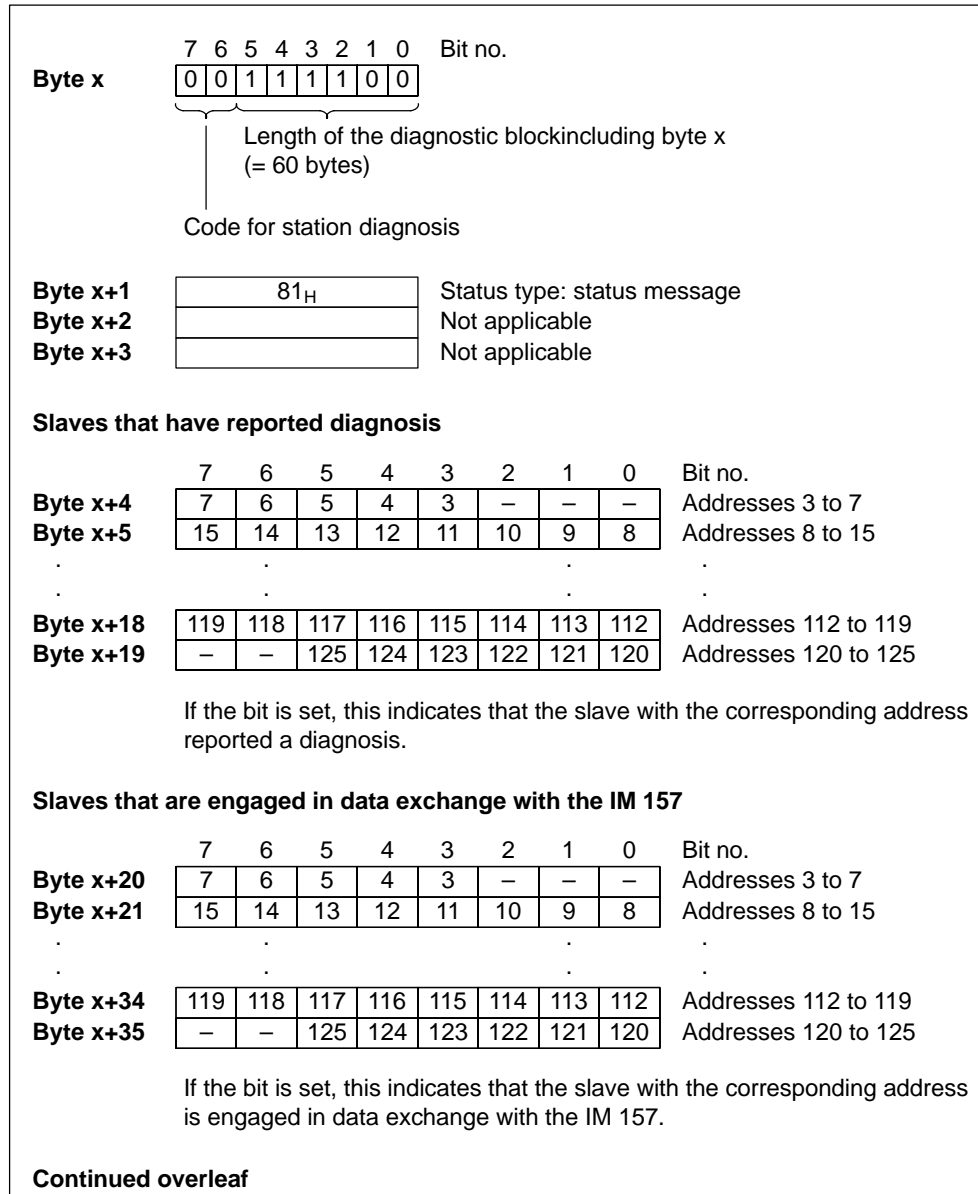 7 6 5 4 3 2 1 0 Bit no.
Byte x 0 0 1 1 1 1 0 0
Length of the diagnostic blockincluding byte x
(= 60 bytes)
Code for station diagnosis
Byte x+1 81H Status type: status message
Byte x+2 Not applicable
Byte x+3 Not applicable
Slaves that have reported diagnosis
7 6 5 4 3 2 1 0 Bit no.
Byte x+4 7 6 5 4 3 – – – Addresses 3 to 7
Byte x+5 15 14 13 12 11 10 9 8 Addresses 8 to 15
. . . .
. . . .
Byte x+18 119 118 117 116 115 114 113 112 Addresses 112 to 119
Byte x+19 – – 125 124 123 122 121 120 Addresses 120 to 125
If the bit is set, this indicates that the slave with the corresponding address
reported a diagnosis.
Slaves that are engaged in data exchange with the IM 157
7 6 5 4 3 2 1 0 Bit no.
Byte x+20 7 6 5 4 3 – – – Addresses 3 to 7
Byte x+21 15 14 13 12 11 10 9 8 Addresses 8 to 15
. . . .
. . . .
Byte x+34 119 118 117 116 115 114 113 112 Addresses 112 to 119
Byte x+35 – – 125 124 123 122 121 120 Addresses 120 to 125
If the bit is set, this indicates that the slave with the corresponding address
is engaged in data exchange with the IM 157.
Continued overleaf